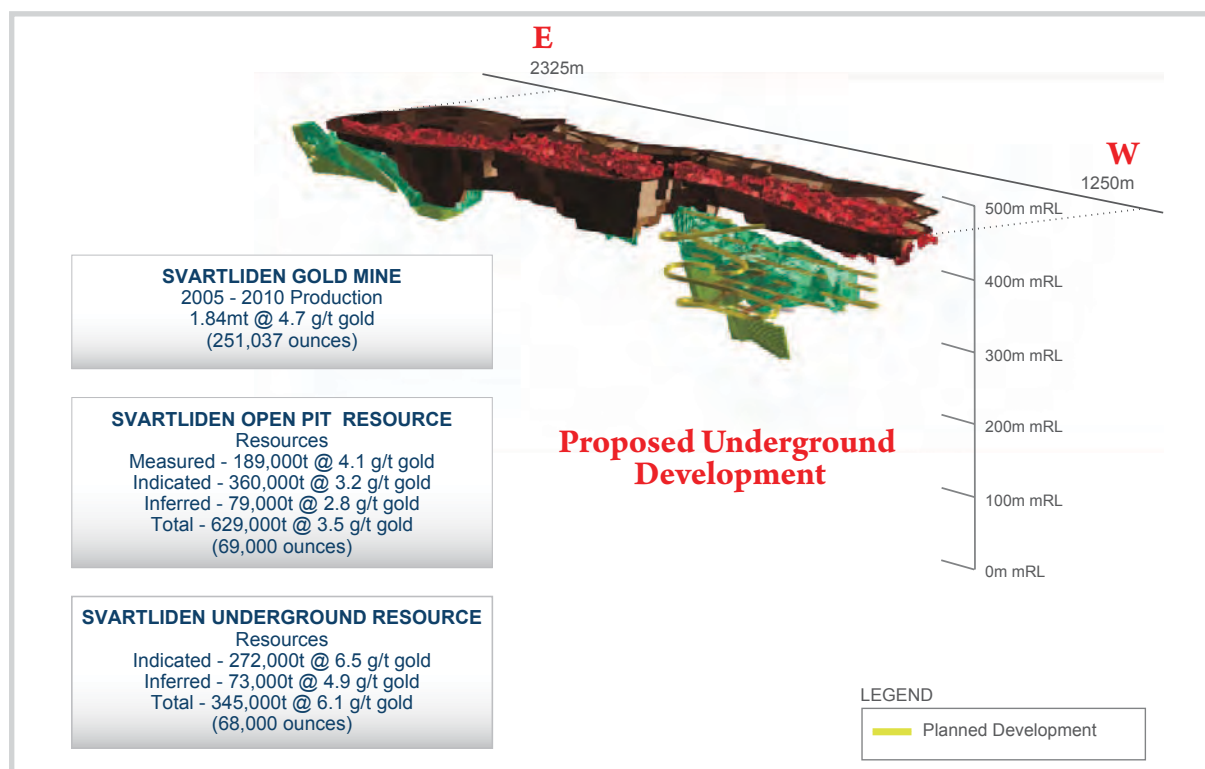 E
2325m
W
1250m
500m mRL
400m mRL
300m mRL
200m mRL
100m mRL
0m mRL
SVARTLIDEN GOLD MINE
2005 - 2010 Production
1.84mt @ 4.7 g/t gold
(251,037 ounces)
SVARTLIDEN OPEN PIT RESOURCE
Resources
Measured - 189,000t @ 4.1 g/t gold
Indicated - 360,000t @ 3.2 g/t gold
Inferred - 79,000t @ 2.8 g/t gold
Total - 629,000t @ 3.5 g/t gold
(69,000 ounces)
SVARTLIDEN UNDERGROUND RESOURCE
Resources
Indicated - 272,000t @ 6.5 g/t gold
Inferred - 73,000t @ 4.9 g/t gold
Total - 345,000t @ 6.1 g/t gold
(68,000 ounces)
Proposed Underground
Development
LEGEND
Planned Development